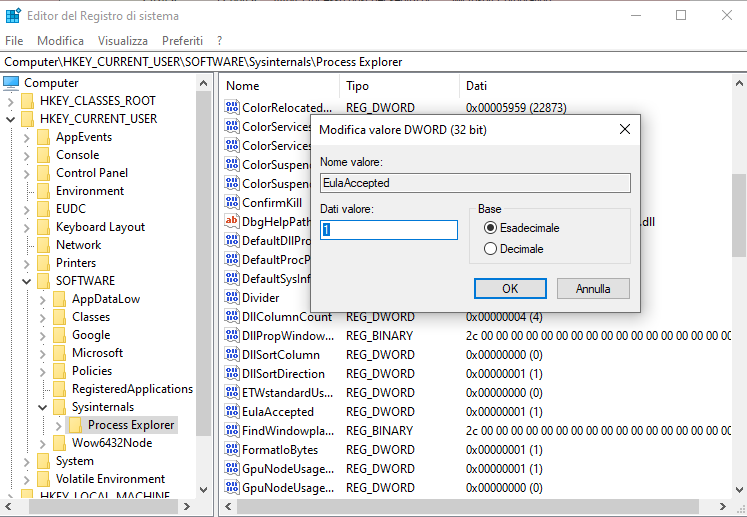 Editor del Registro di sistema
File Modifica Visualizza Preferiti ?
Computer\HKEY_CURRENT_USER\SOFTWARE\Sysinternals\Process Explorer
Computer
HKEY_CLASSES_ROOT
HKEY_CURRENT_USER
AppEvents
Console
Control Panel
Environment
EUDC
Keyboard Layout
Network
Printers
SOFTWARE
AppDataLow
Classes
Google
Microsoft
Policies
RegisteredApplications
Sysinternals
Process Explorer
Wow6432Node
System
Volatile Environment
HKEY_LOCAL_MACHINE
Nome Tipo Dati
ColorRelocated... REG_DWORD 0x00005959 (22873)
ColorServices
ColorServices
ColorSuspen
ColorSuspen
ConfirmKill
DbgHelpPath .dll
DefaultDllPro
DefaultProcP
DefaultSysInf
Divider
DllColumnCount REG_DWORD 0x00000004 (4)
DllPropWindow... REG_BINARY 2c 00 00 00 00 00 00 00 00 00 00 00 00 00 00 00
DllSortColumn REG_DWORD 0x00000000 (0)
DllSortDirection REG_DWORD 0x00000001 (1)
ETWstandardUs... REG_DWORD 0x00000000 (0)
EulaAccepted REG_DWORD 0x00000001 (1)
FindWindowpla... REG_BINARY 2c 00 00 00 00 00 00 00 00 00 00 00 00 00 00 00
FormatIoBytes REG_DWORD 0x00000001 (1)
GpuNodeUsage... REG_DWORD 0x00000001 (1)
GpuNodeUsage... REG_DWORD 0x00000000 (0)
Modifica valore DWORD (32 bit)
Nome valore:
EulaAccepted
Dati valore:
1
Base
Esadecimale
Decimale
OK Annulla